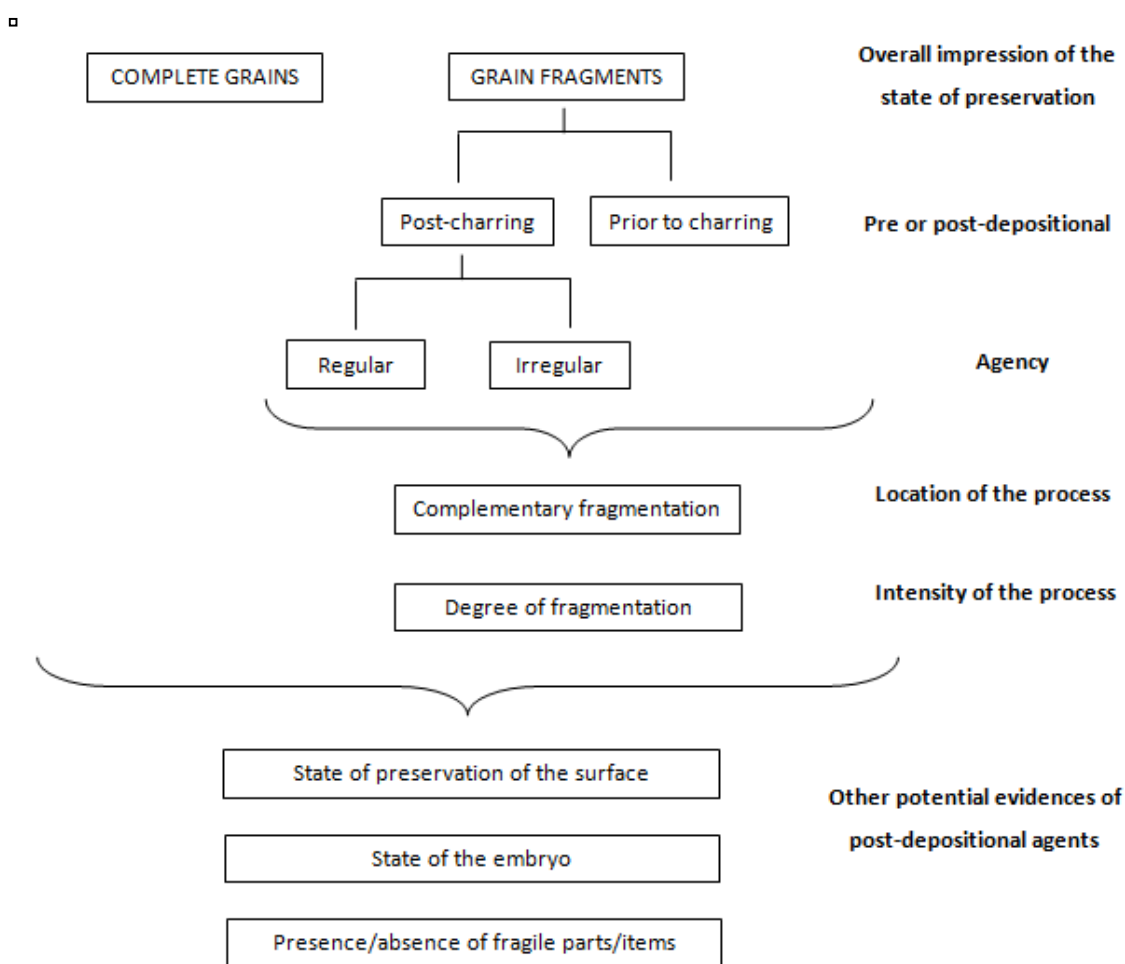 COMPLETE GRAINS
GRAIN FRAGMENTS
Overall impression of the
state of preservation
Post-charring
Prior to charring
Pre or post-depositional
Regular
Irregular
Agency
Complementary fragmentation
Location of the process
Degree of fragmentation
Intensity of the process
State of preservation of the surface
State of the embryo
Presence/absence of fragile parts/items
Other potential evidences of
post-depositional agents